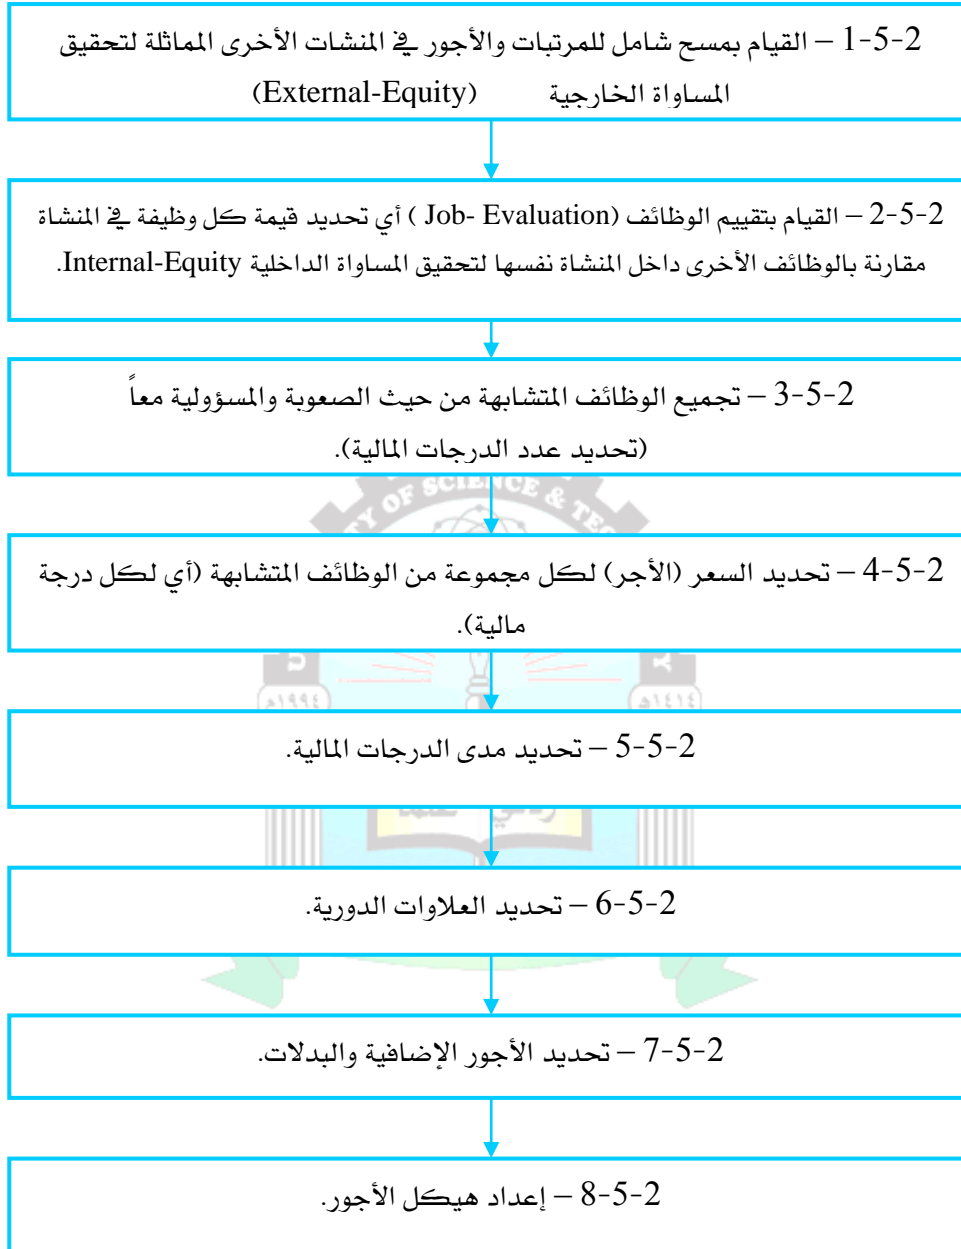 2-5-1 – القيام بمسح شامل للمرتبات والأجور في المنشات الأخرى المماثلة لتحقيق
المساواة الخارجية (External-Equity)
2-5-2 – القيام بتقييم الوظائف (Job- Evaluation ) أي تحديد قيمة كل وظيفة في المنشاة
مقارنة بالوظائف الأخرى داخل المنشاة نفسها لتحقيق المساواة الداخلية Internal-Equity.
2-5-3 – تجميع الوظائف المتشابهة من حيث الصعوبة والمسؤولية معاً
(تحديد عدد الدرجات المالية).
OF SCIENCE &
2-5-4 – تحديد السعر (الأجر) لكل مجموعة من الوظائف المتشابهة (أي لكل درجة
مالية).
١٩٩٤م
١٤١٤هـ
2-5-5 – تحديد مدى الدرجات المالية.
2-5-6 – تحديد العلاوات الدورية.
2-5-7 – تحديد الأجور الإضافية والبدلات.
2-5-8 – إعداد هيكل الأجور.